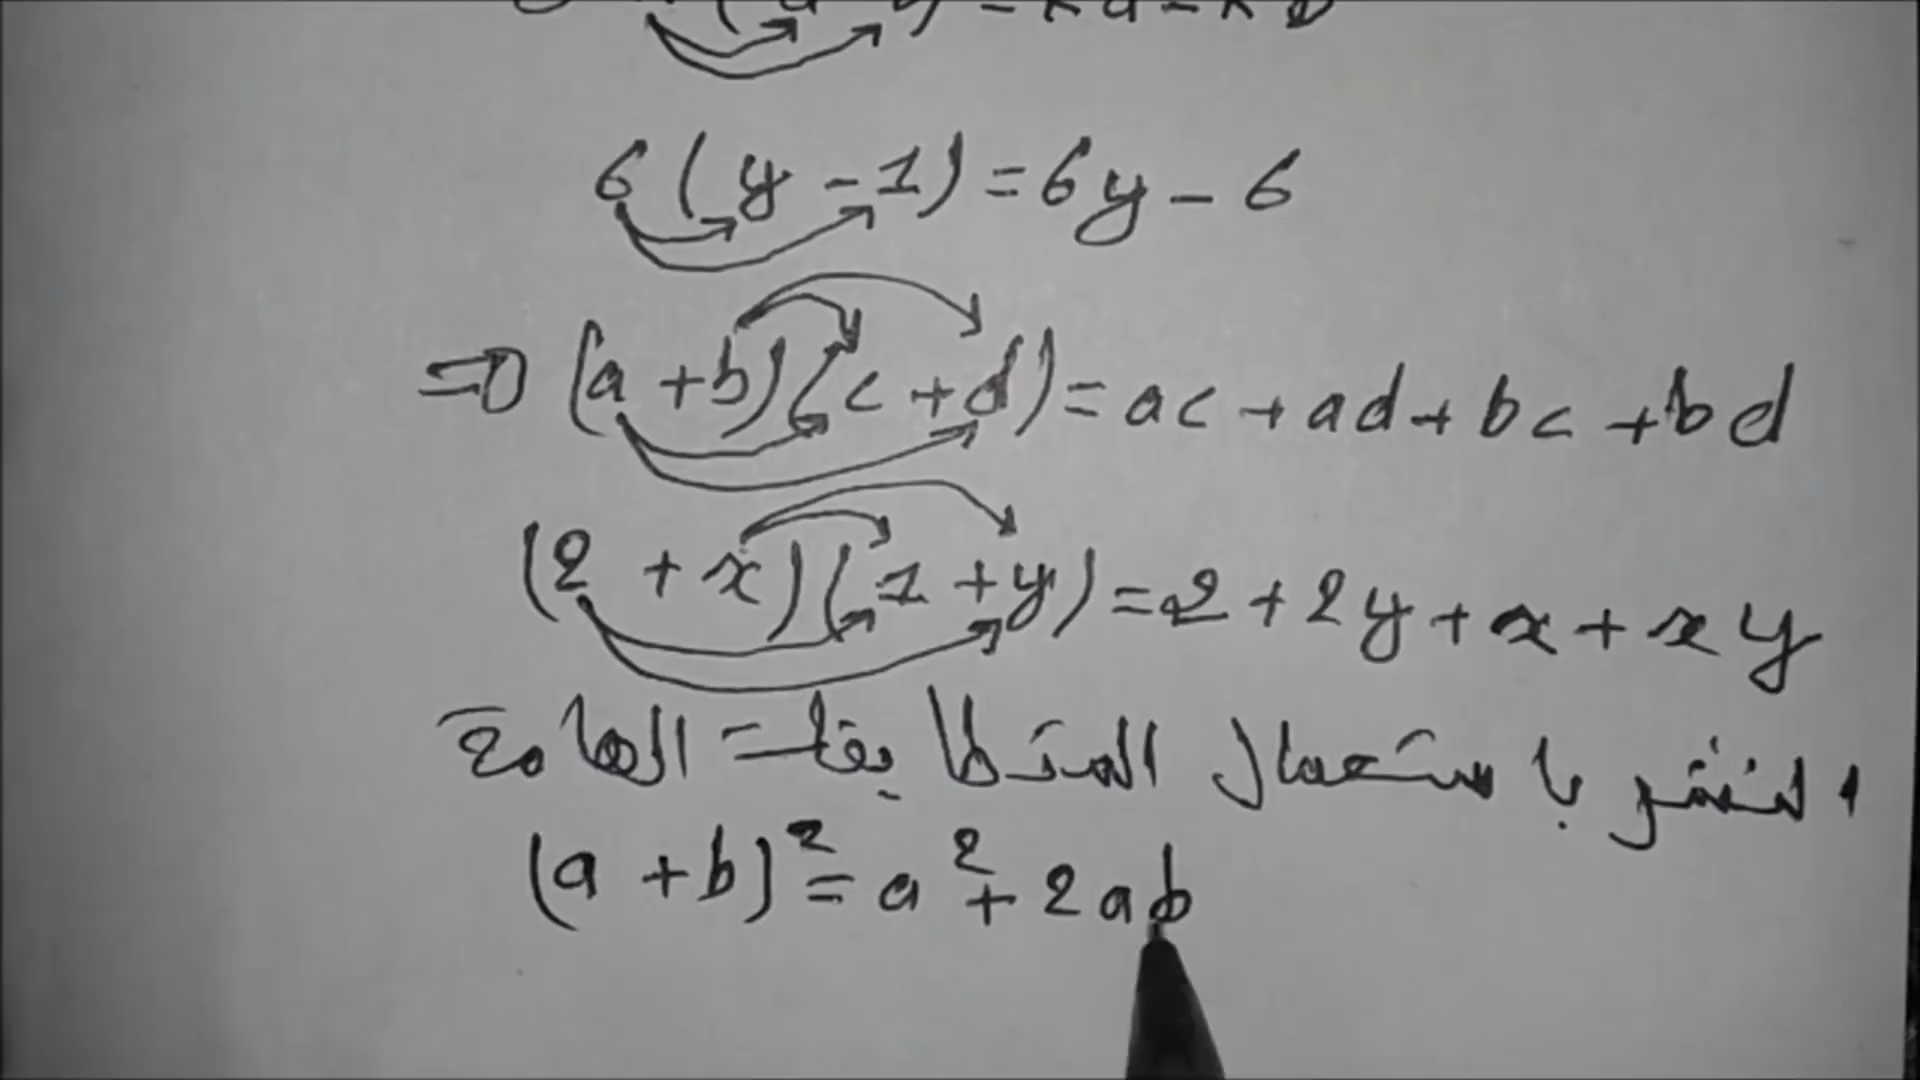 6(y-1)=6y-6
⇒ (a+b)(c+d)=ac+ad+bc+bd
(2+x)(1+y)=2+2y+x+xy
النشر باستعمال المتطابقات الهامة
(a+b)²=a²+2ab